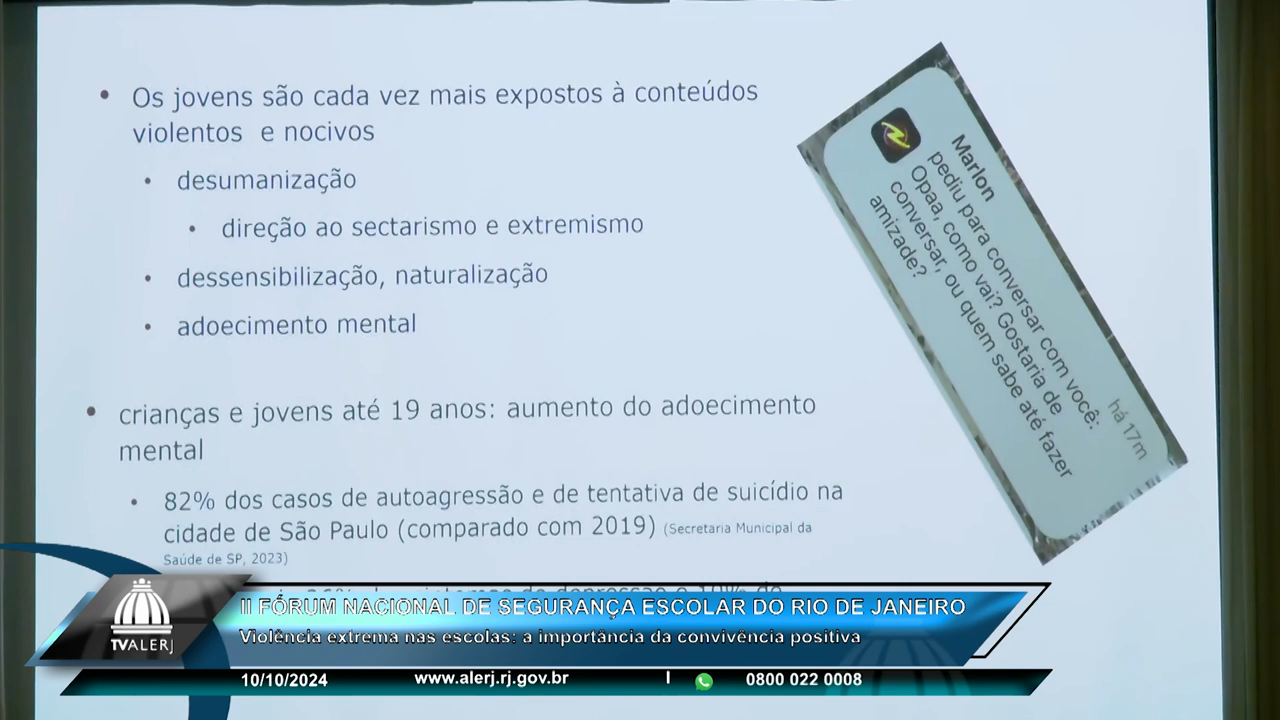 • Os jovens são cada vez mais expostos à conteúdos
violentos e nocivos
• desumanização
• direção ao sectarismo e extremismo
• dessensibilização, naturalização
• adoecimento mental
• crianças e jovens até 19 anos: aumento do adoecimento
mental
• 82% dos casos de autoagressão e de tentativa de suicídio na
cidade de São Paulo (comparado com 2019) (Secretaria Municipal da
Saúde de SP, 2023)
Marlon
há 17m
pediu para conversar com você:
Opaa, como vai? Gostaria de
conversar, ou quem sabe até fazer
amizade?
II FÓRUM NACIONAL DE SEGURANÇA ESCOLAR DO RIO DE JANEIRO
Violência extrema nas escolas: a importância da convivência positiva
TVALERJ
10/10/2024 www.alerj.rj.gov.br | 0800 022 0008